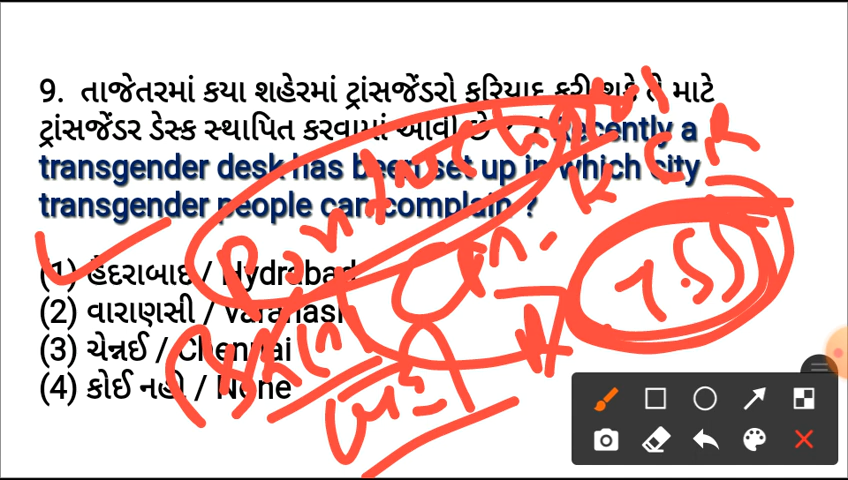 9. તાજેતરમાં કયા શહેરમાં ટ્રાંસજેંડરો ફરિયાદ કરી શકે તે માટે
ટ્રાંસજેંડર ડેસ્ક સ્થાપિત કરવામાં આવી છે ? / Recently a
transgender desk has been set up in which city
transgender people can complain ?
(1) હૈદરાબાદ / Hydrabad
(2) વારાણસી / Varanasi
(3) ચેન્નઈ / Chennai
(4) કોઈ નહી / None